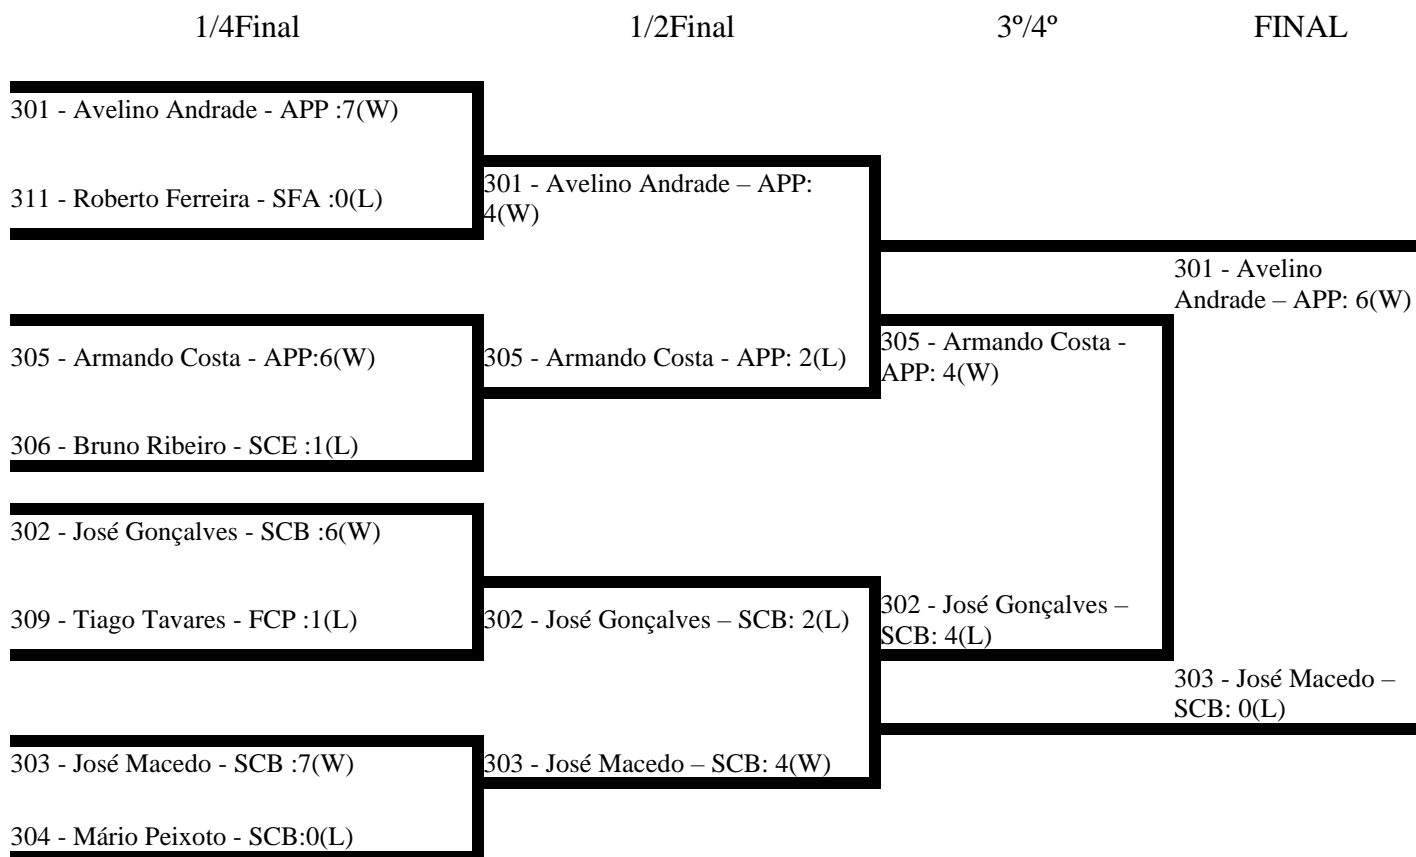 1/4Final 1/2Final 3º/4º FINAL
301 - Avelino Andrade - APP :7(W)
311 - Roberto Ferreira - SFA :0(L)
305 - Armando Costa - APP:6(W)
306 - Bruno Ribeiro - SCE :1(L)
302 - José Gonçalves - SCB :6(W)
309 - Tiago Tavares - FCP :1(L)
303 - José Macedo - SCB :7(W)
304 - Mário Peixoto - SCB:0(L)
301 - Avelino Andrade – APP:
4(W)
305 - Armando Costa - APP: 2(L)
302 - José Gonçalves – SCB: 2(L)
303 - José Macedo – SCB: 4(W)
305 - Armando Costa -
APP: 4(W)
302 - José Gonçalves –
SCB: 4(L)
301 - Avelino
Andrade – APP: 6(W)
303 - José Macedo –
SCB: 0(L)